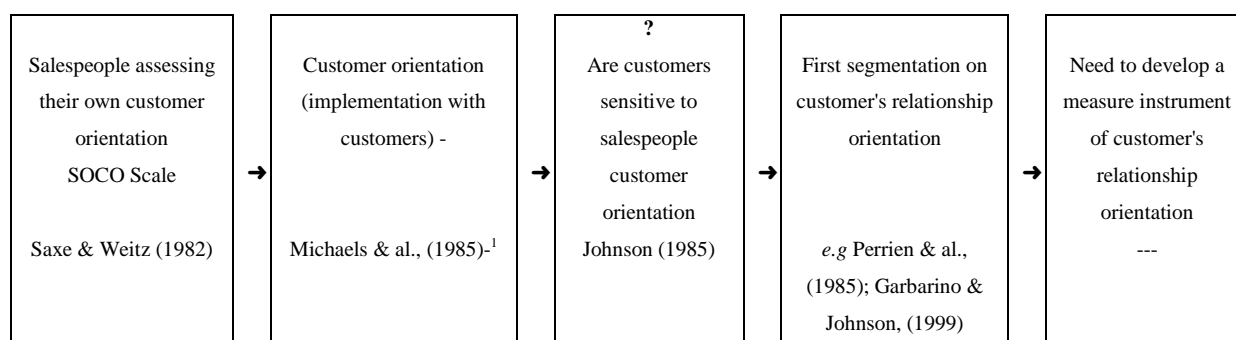 Salespeople assessing
their own customer
orientation
SOCO Scale
Saxe & Weitz (1982)
➜
Customer orientation
(implementation with
customers) -
Michaels & al., (1985)-1
➜
?
Are customers
sensitive to
salespeople
customer
orientation
Johnson (1985)
➜
First segmentation on
customer's relationship
orientation
e.g Perrien & al.,
(1985); Garbarino &
Johnson, (1999)
➜
Need to develop a
measure instrument
of customer's
relationship
orientation
---